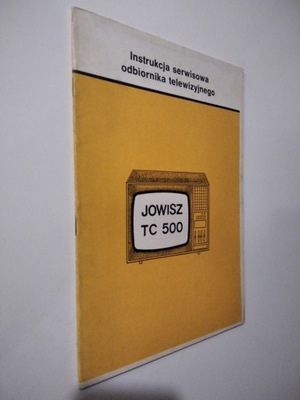 Instrukcja serwisowa
odbiornika telewizyjnego
JOWISZ
TC 500